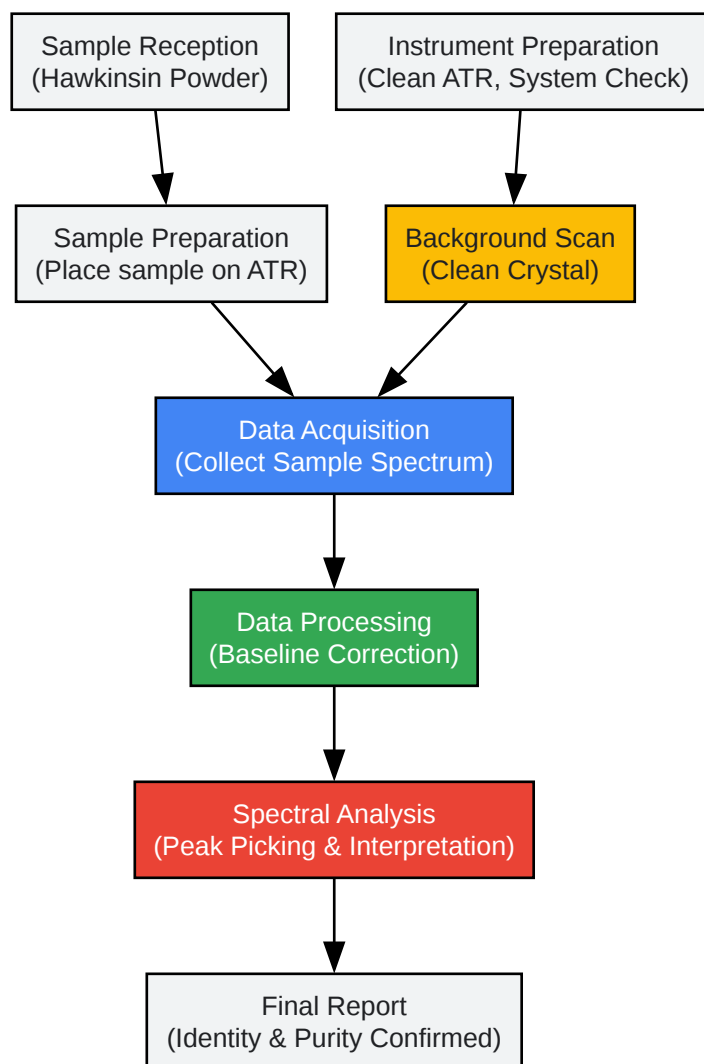 Sample Reception
(Hawkinsin Powder)
Instrument Preparation
(Clean ATR, System Check)
Sample Preparation
(Place sample on ATR)
Background Scan
(Clean Crystal)
Data Acquisition
(Collect Sample Spectrum)
Data Processing
(Baseline Correction)
Spectral Analysis
(Peak Picking & Interpretation)
Final Report
(Identity & Purity Confirmed)